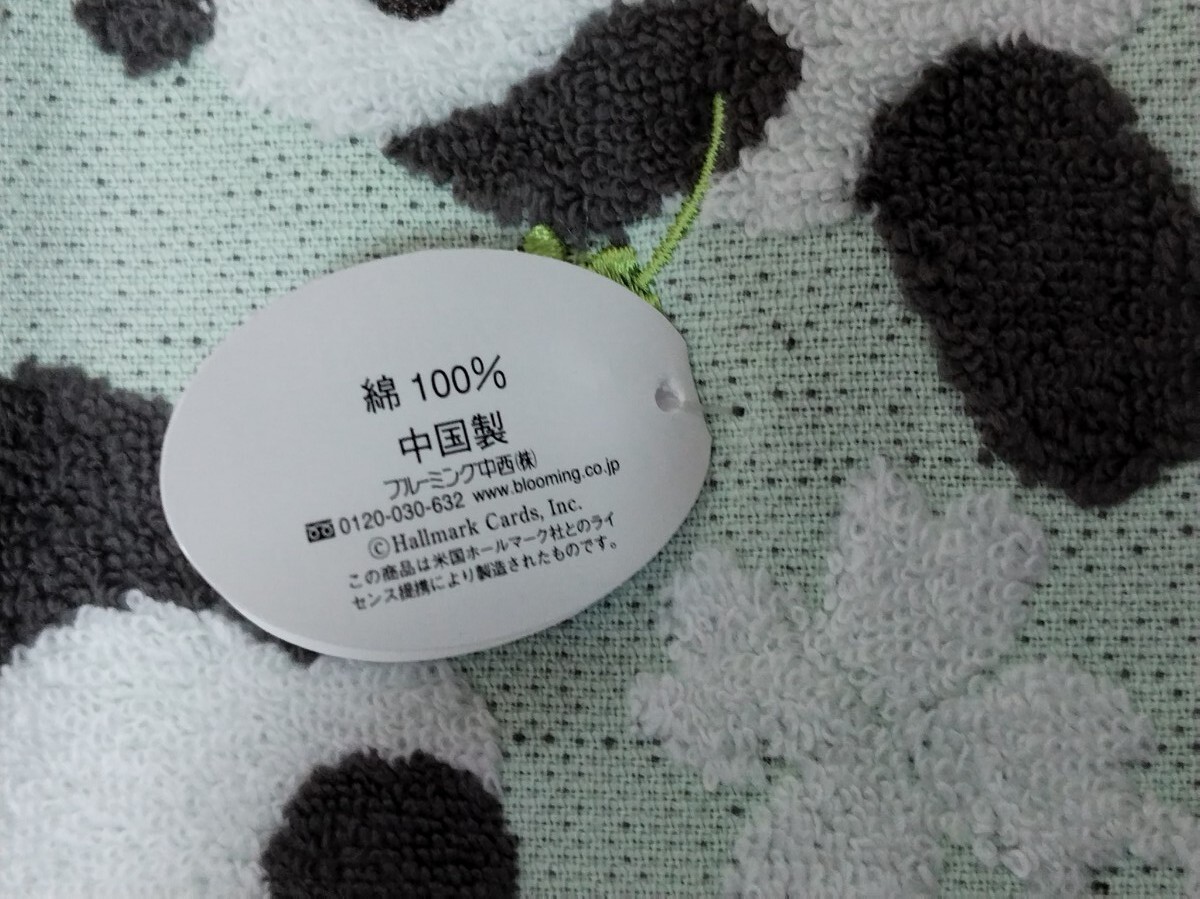 綿 100%
中国製
ブルーミング中西(株)
0120-030-632 www.blooming.co.jp
©Hallmark Cards, Inc.
この商品は米国ホールマーク社とのライ
センス提携により製造されたものです。